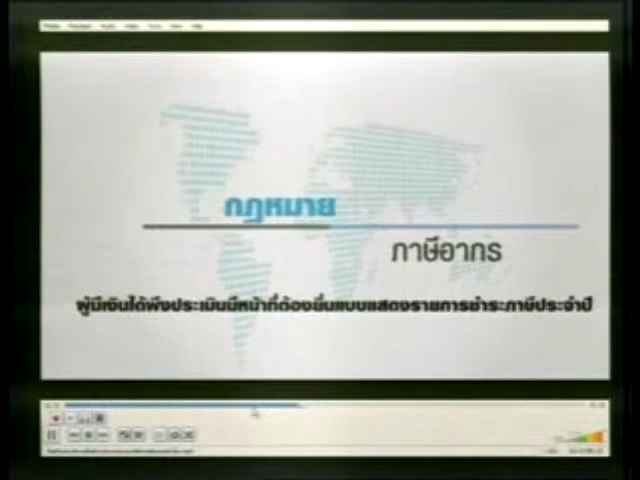 กฎหมาย
ภาษีอากร
ผู้มีเงินได้พึงประเมินมีหน้าที่ต้องยื่นแบบแสดงรายการชำระภาษีประจำปี